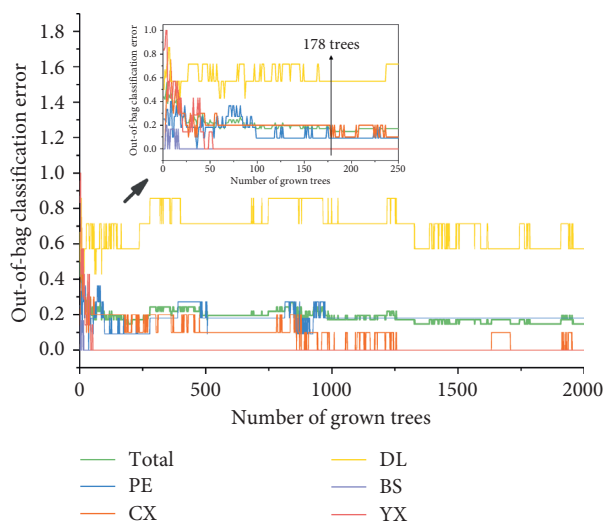 Out-of-bag classification error
1.8
1.6
1.4
1.2
1.0
0.8
0.6
0.4
0.2
0.0
0
500
1000
1500
2000
Number of grown trees
Out-of-bag classification error
1.0
0.8
0.6
0.4
0.2
0.0
178 trees
0
50
100
150
200
250
Number of grown trees
Total
PE
CX
DL
BS
YX